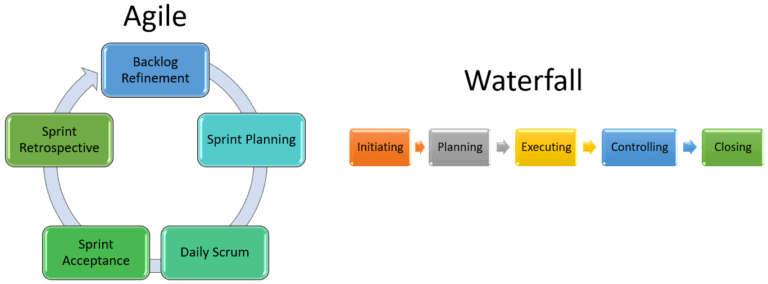 Agile
Backlog
Refinement
Sprint Planning
Daily Scrum
Sprint
Acceptance
Sprint
Retrospective
Waterfall
Initiating
Planning
Executing
Controlling
Closing